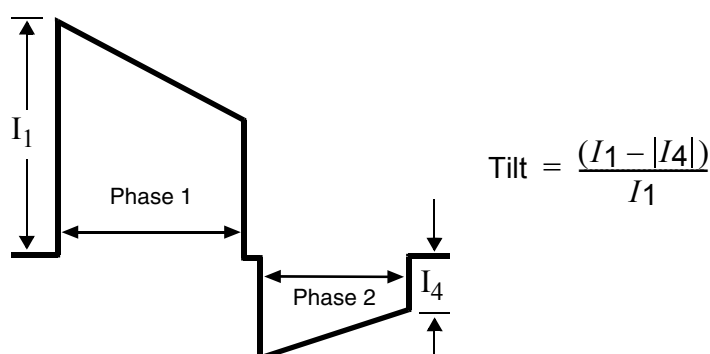 I1
Phase 1
Tilt = (I1 – |I4|)
I1
Phase 2
I4